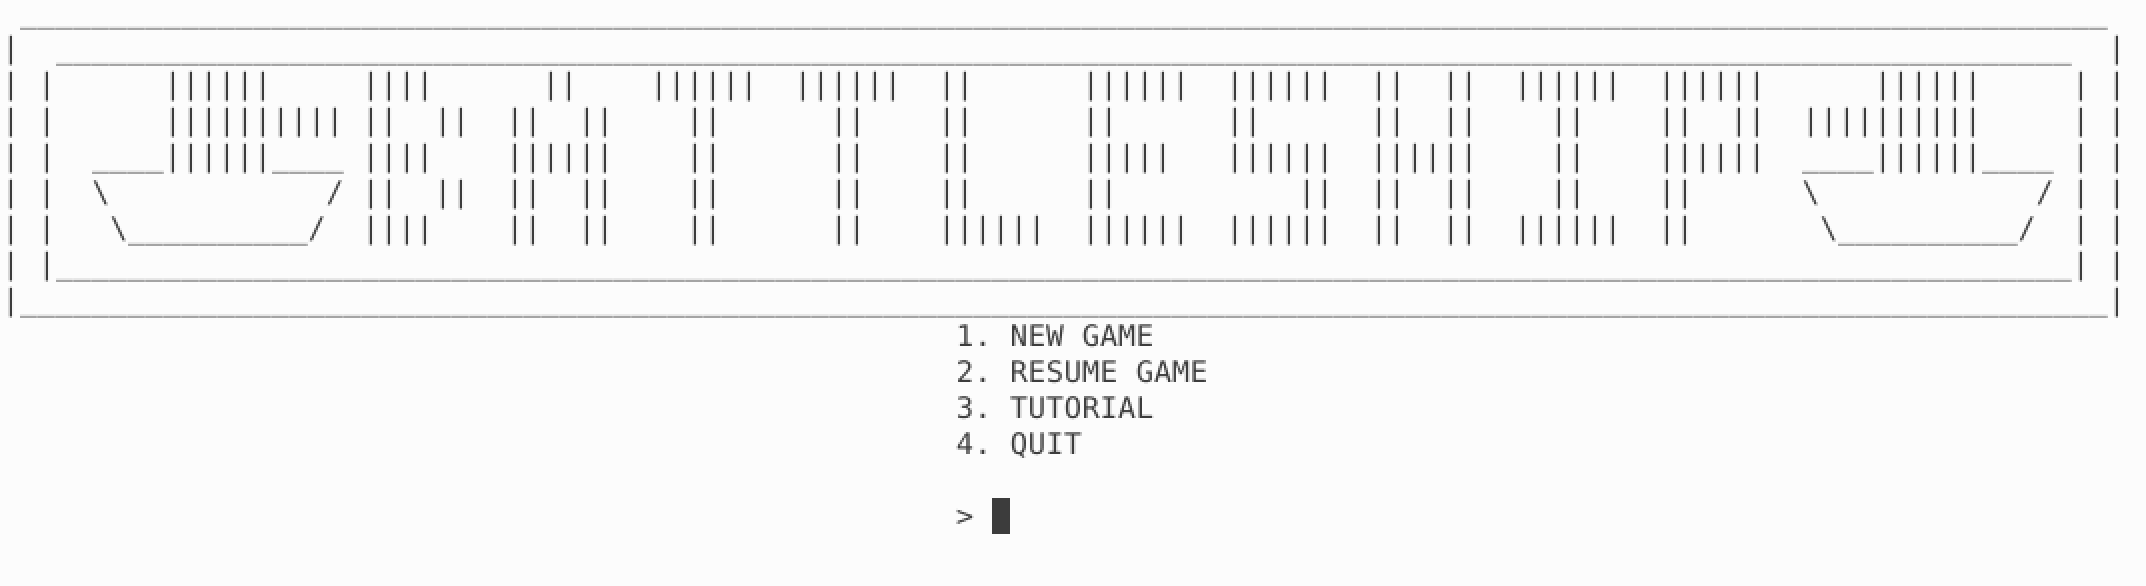 BATTLESHIP
1. NEW GAME
2. RESUME GAME
3. TUTORIAL
4. QUIT
>